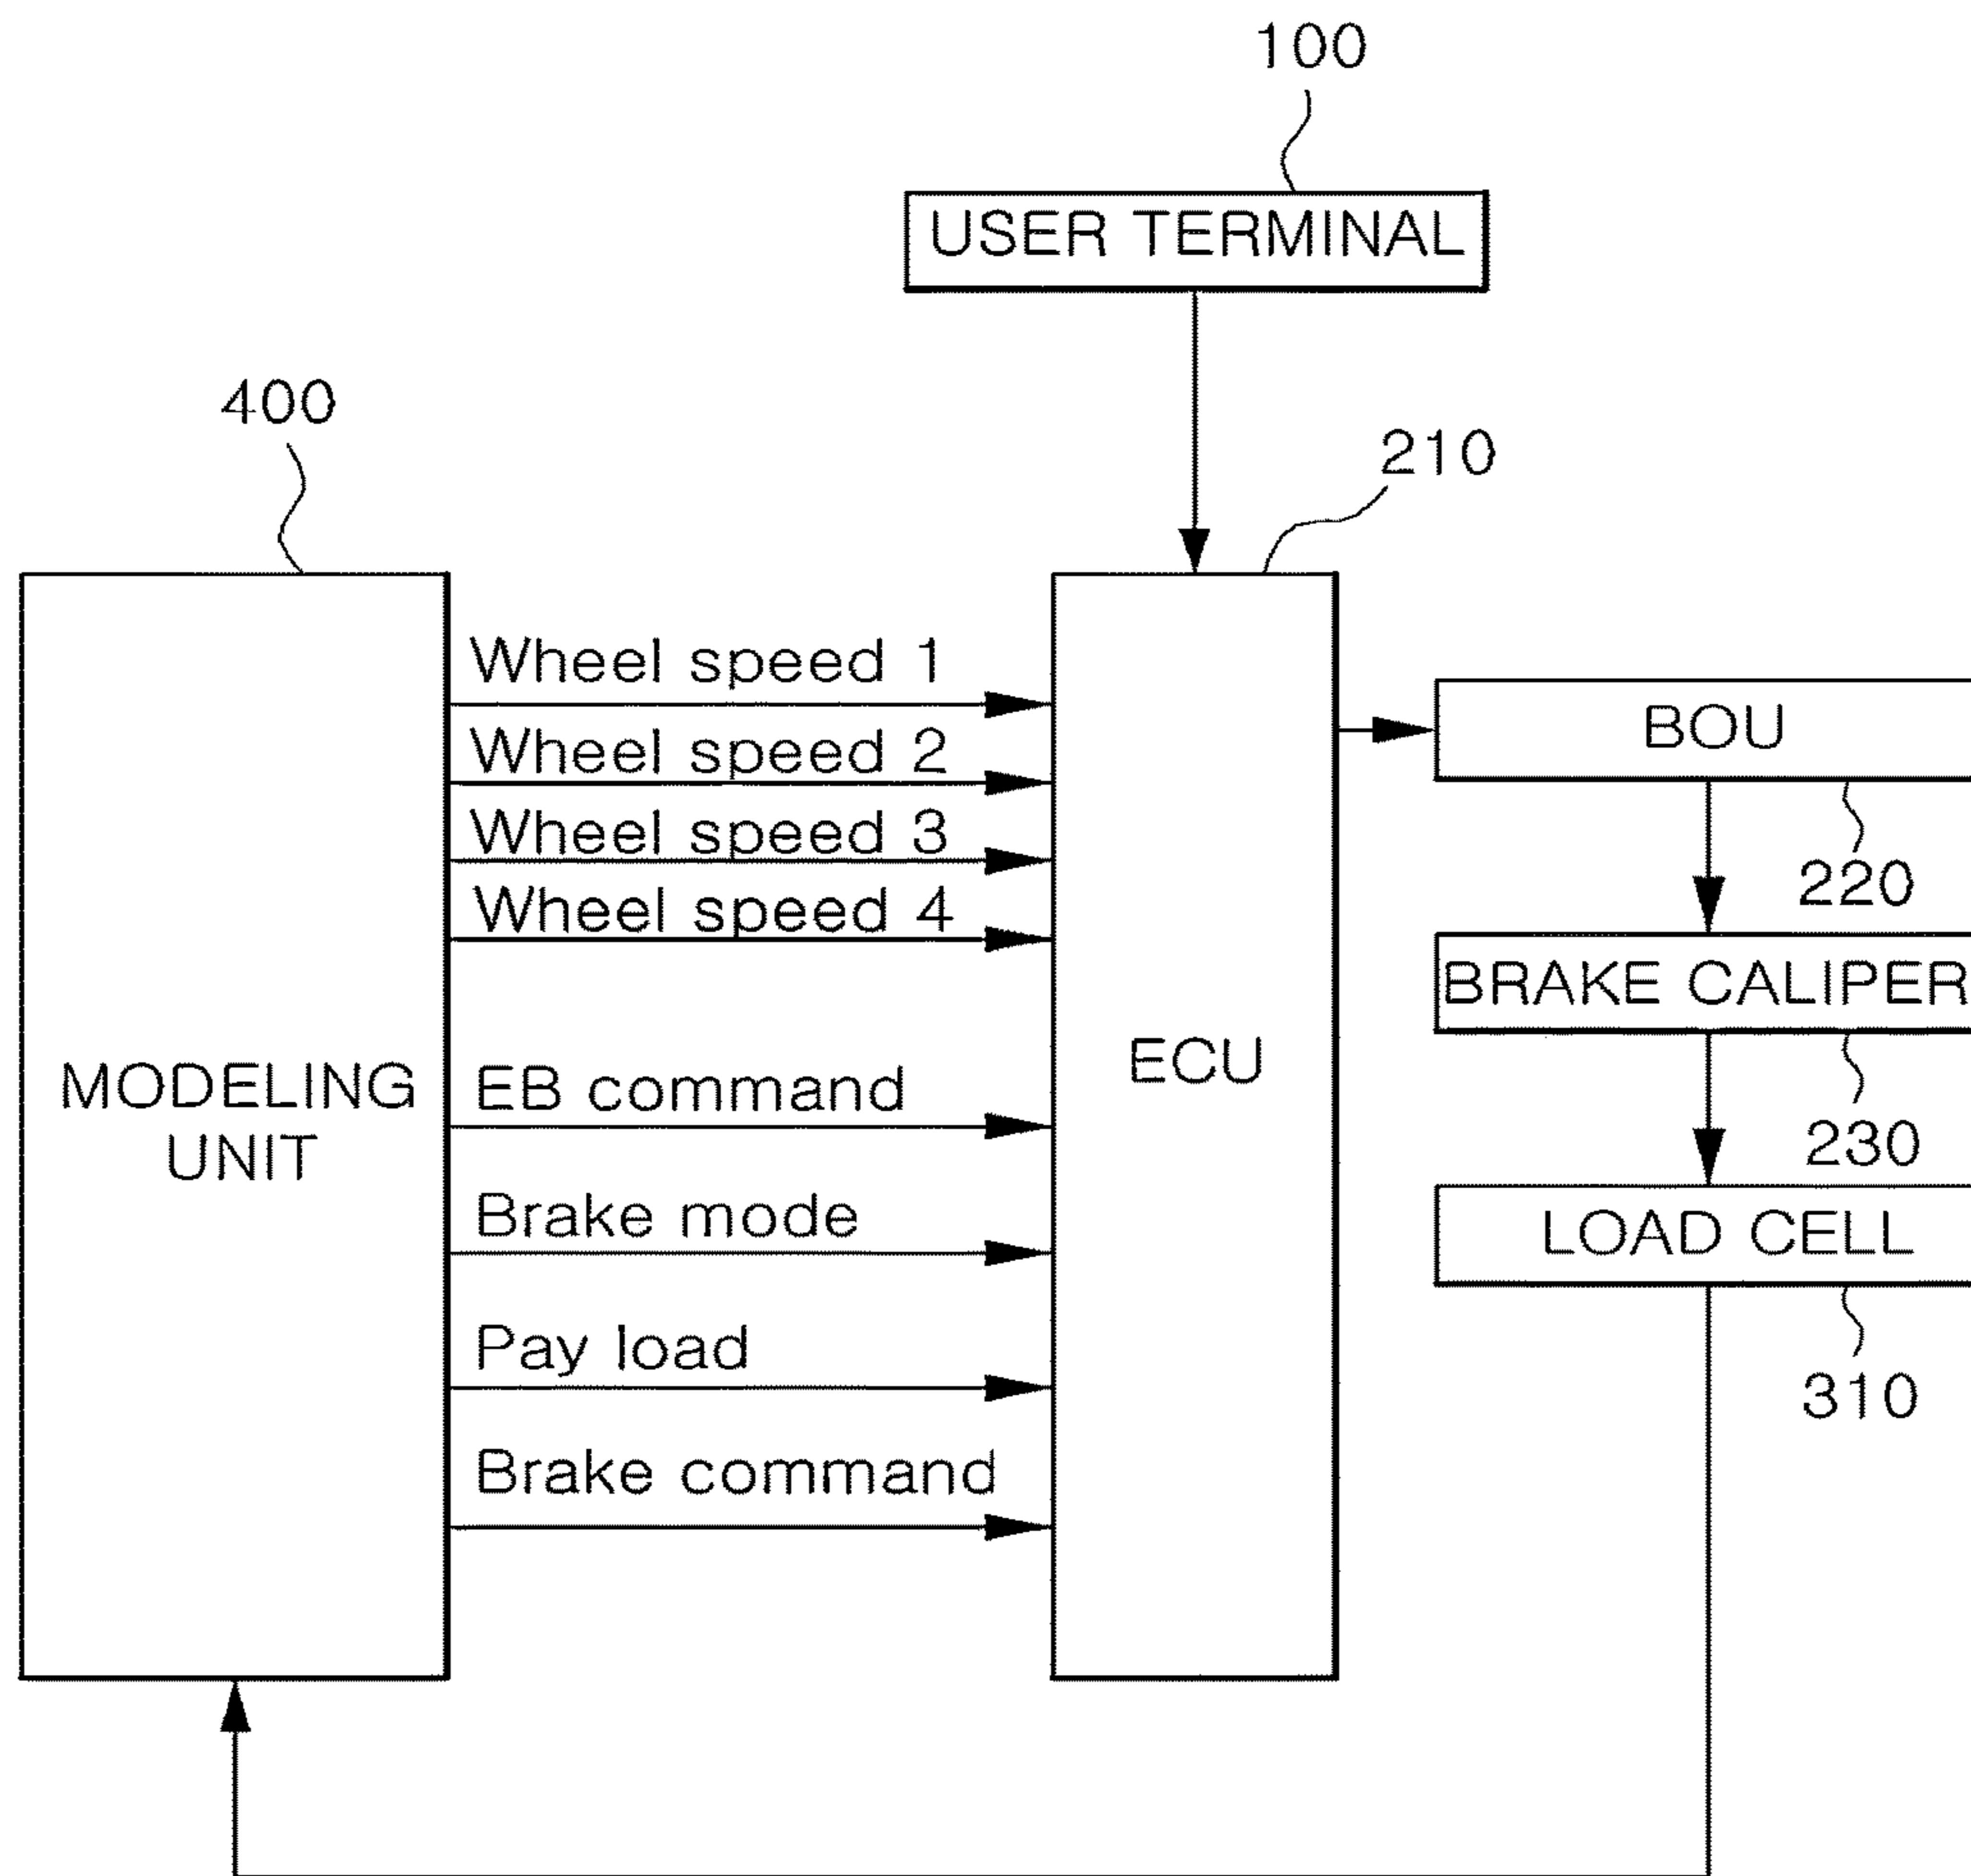 100
USER TERMINAL
400
210
Wheel speed 1
Wheel speed 2
Wheel speed 3
Wheel speed 4
EB command
Brake mode
Pay load
Brake command
MODELING
UNIT
ECU
BOU
220
BRAKE CALIPER
230
LOAD CELL
310